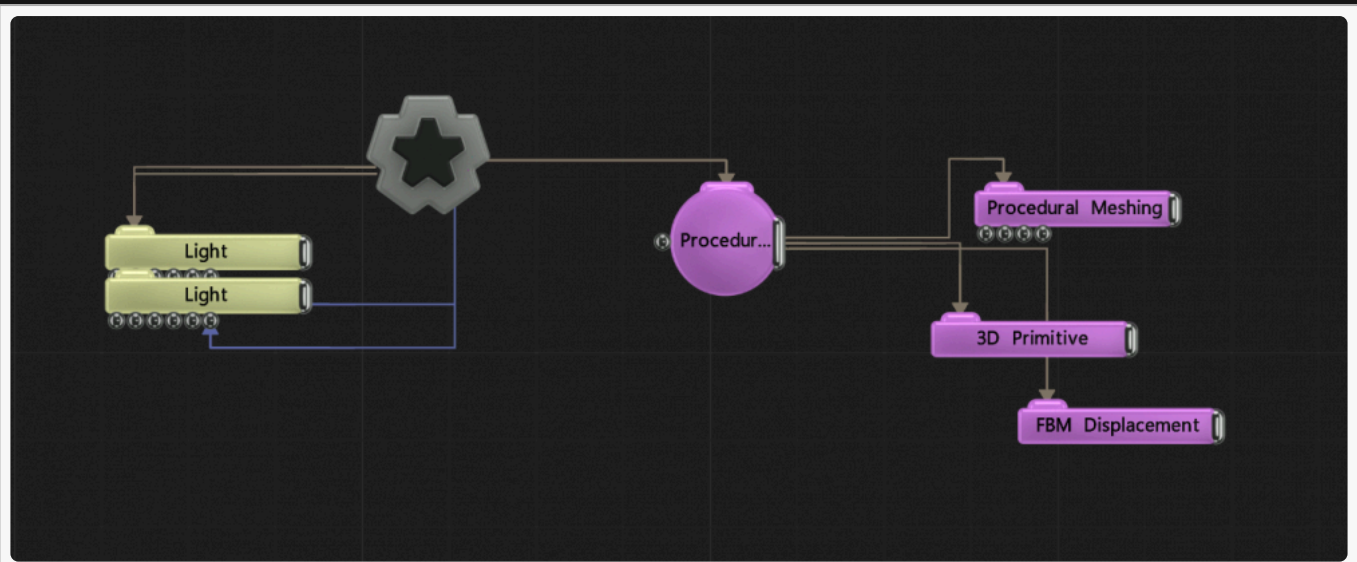 Light
Light
Procedur...
Procedural Meshing
3D Primitive
FBM Displacement